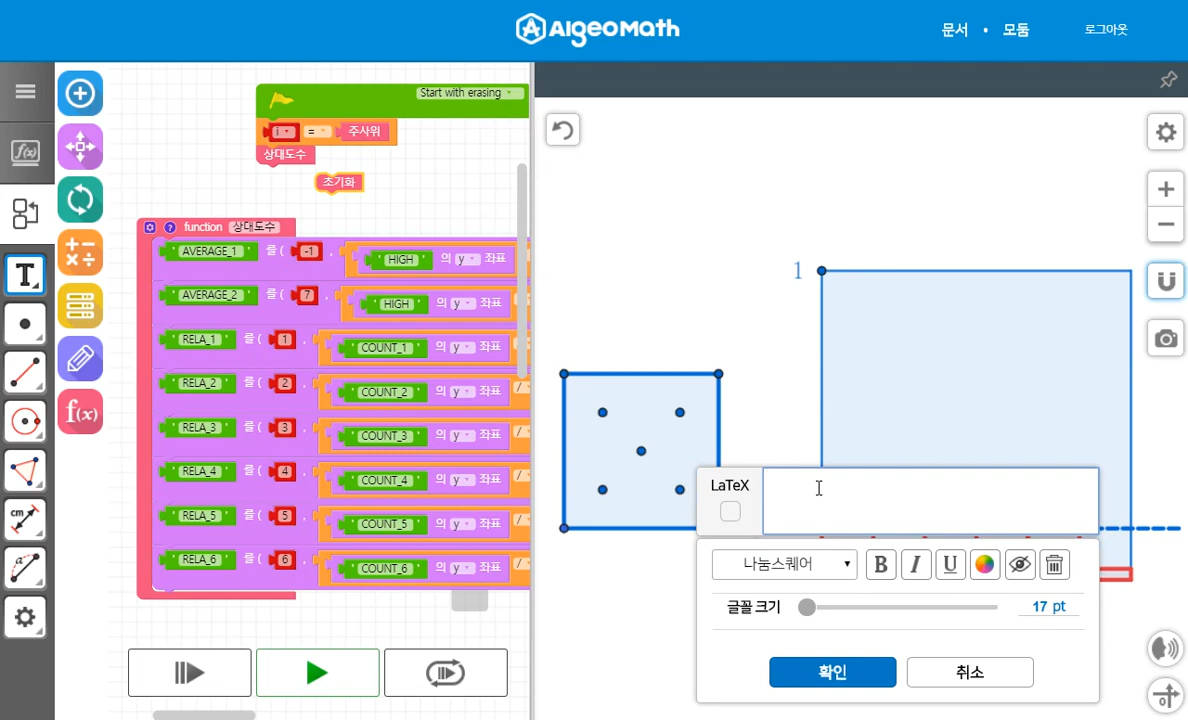 AlgeoMath
문서 • 모둠
로그아웃
Start with erasing
i = 주사위
상대도수
초기화
? function 상대도수
' AVERAGE_1 ' 를 ( -1 , ' HIGH ' 의 y 좌표
' AVERAGE_2 ' 를 ( 7 , ' HIGH ' 의 y 좌표
' RELA_1 ' 를 ( 1 , ' COUNT_1 ' 의 y 좌표
' RELA_2 ' 를 ( 2 , ' COUNT_2 ' 의 y 좌표 /
' RELA_3 ' 를 ( 3 , ' COUNT_3 ' 의 y 좌표 /
' RELA_4 ' 를 ( 4 , ' COUNT_4 ' 의 y 좌표 /
' RELA_5 ' 를 ( 5 , ' COUNT_5 ' 의 y 좌표 /
' RELA_6 ' 를 ( 6 , ' COUNT_6 ' 의 y 좌표 /
f(x)
T
cm
a
f(x)
1
LaTeX
나눔스퀘어
B I U
글꼴 크기
17 pt
확인
취소